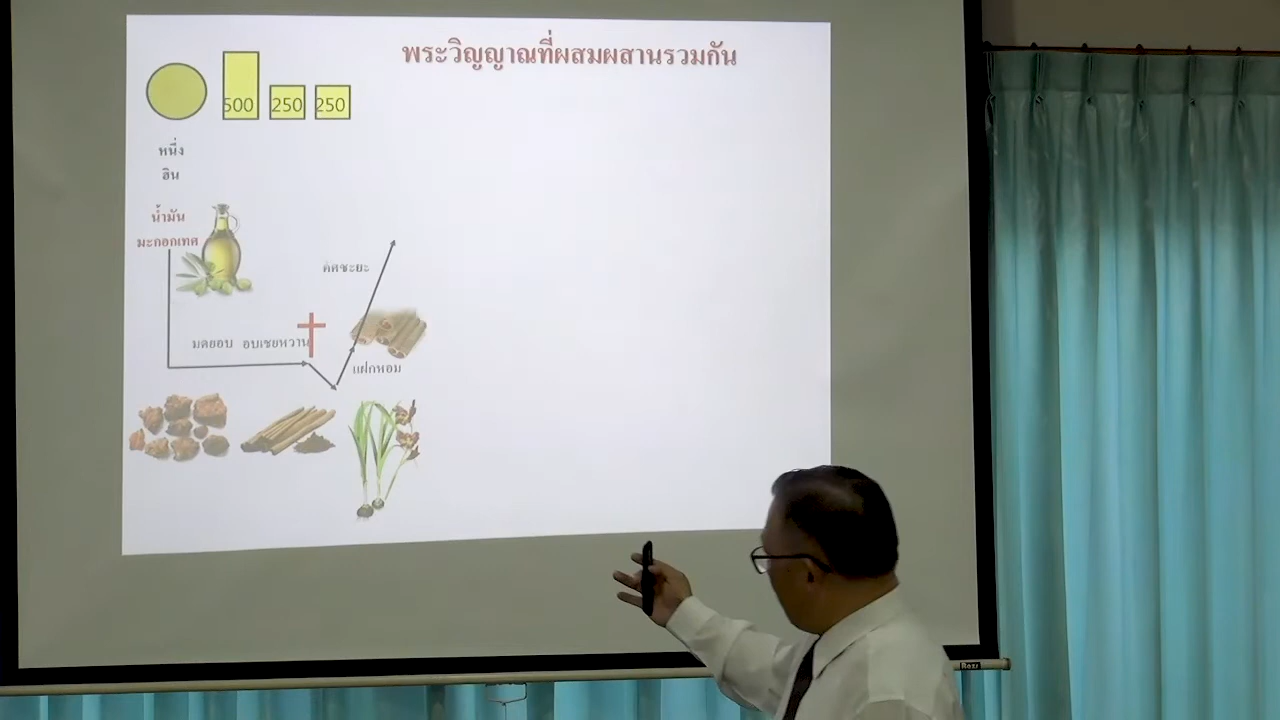 พระวิญญาณที่ผสมผสานรวมกัน
500 250 250
หนึ่ง
ฮิน
น้ำมัน
มะกอกเทศ
คัศชะยะ
มดยอบ อบเชยหวาน
แฝกหอม